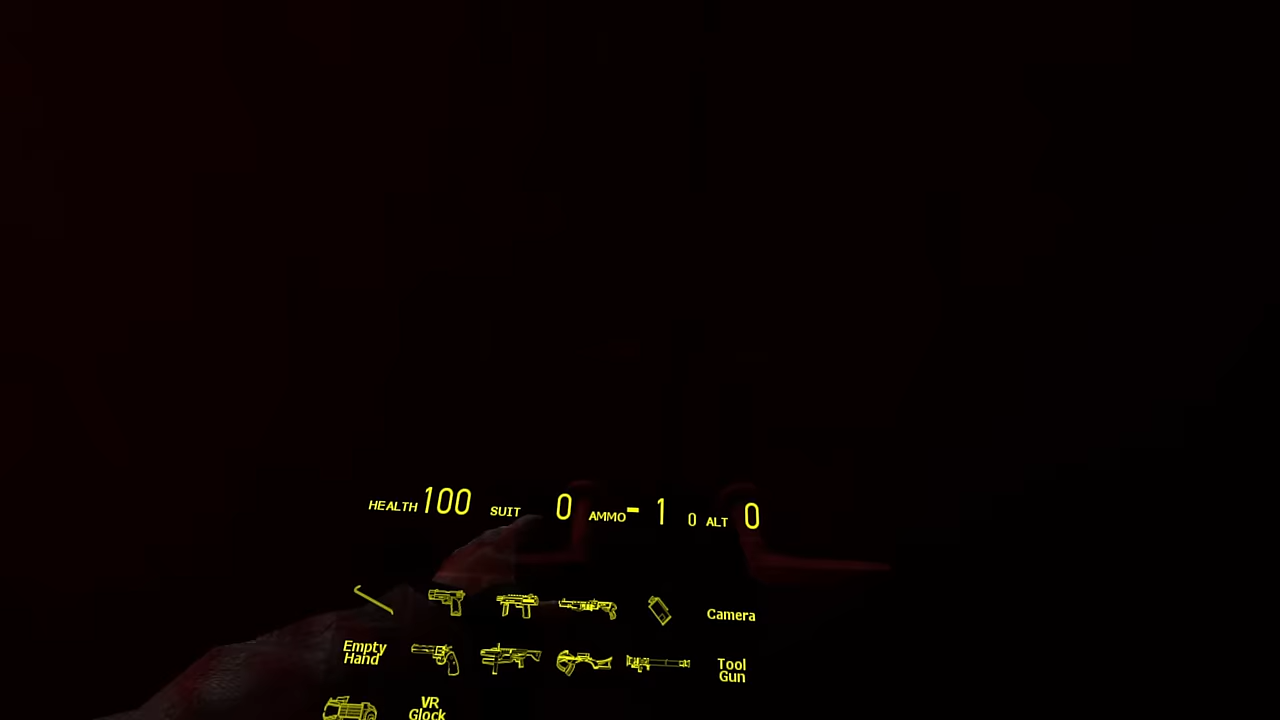 HEALTH 100 SUIT 0 AMMO - 1 0 ALT 0
Camera
Empty
Hand
Tool
Gun
VR
Glock